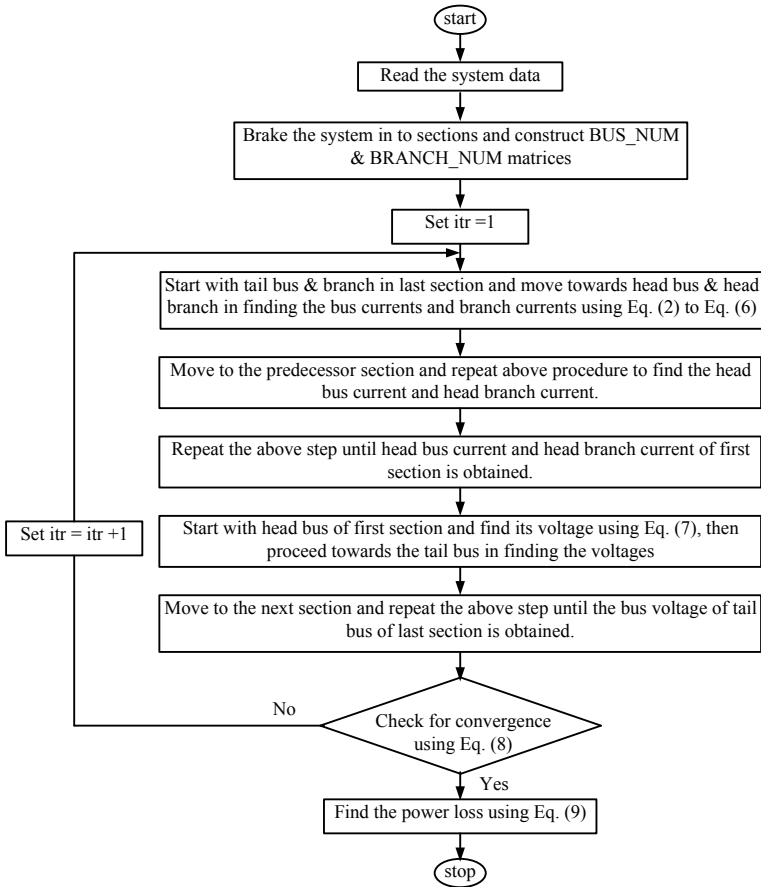 start
Read the system data
Brake the system in to sections and construct BUS_NUM
& BRANCH_NUM matrices
Set itr =1
Start with tail bus & branch in last section and move towards head bus & head
branch in finding the bus currents and branch currents using Eq. (2) to Eq. (6)
Move to the predecessor section and repeat above procedure to find the head
bus current and head branch current.
Repeat the above step until head bus current and head branch current of first
section is obtained.
Set itr = itr +1
Start with head bus of first section and find its voltage using Eq. (7), then
proceed towards the tail bus in finding the voltages
Move to the next section and repeat the above step until the bus voltage of tail
bus of last section is obtained.
No
Check for convergence
using Eq. (8)
Yes
Find the power loss using Eq. (9)
stop